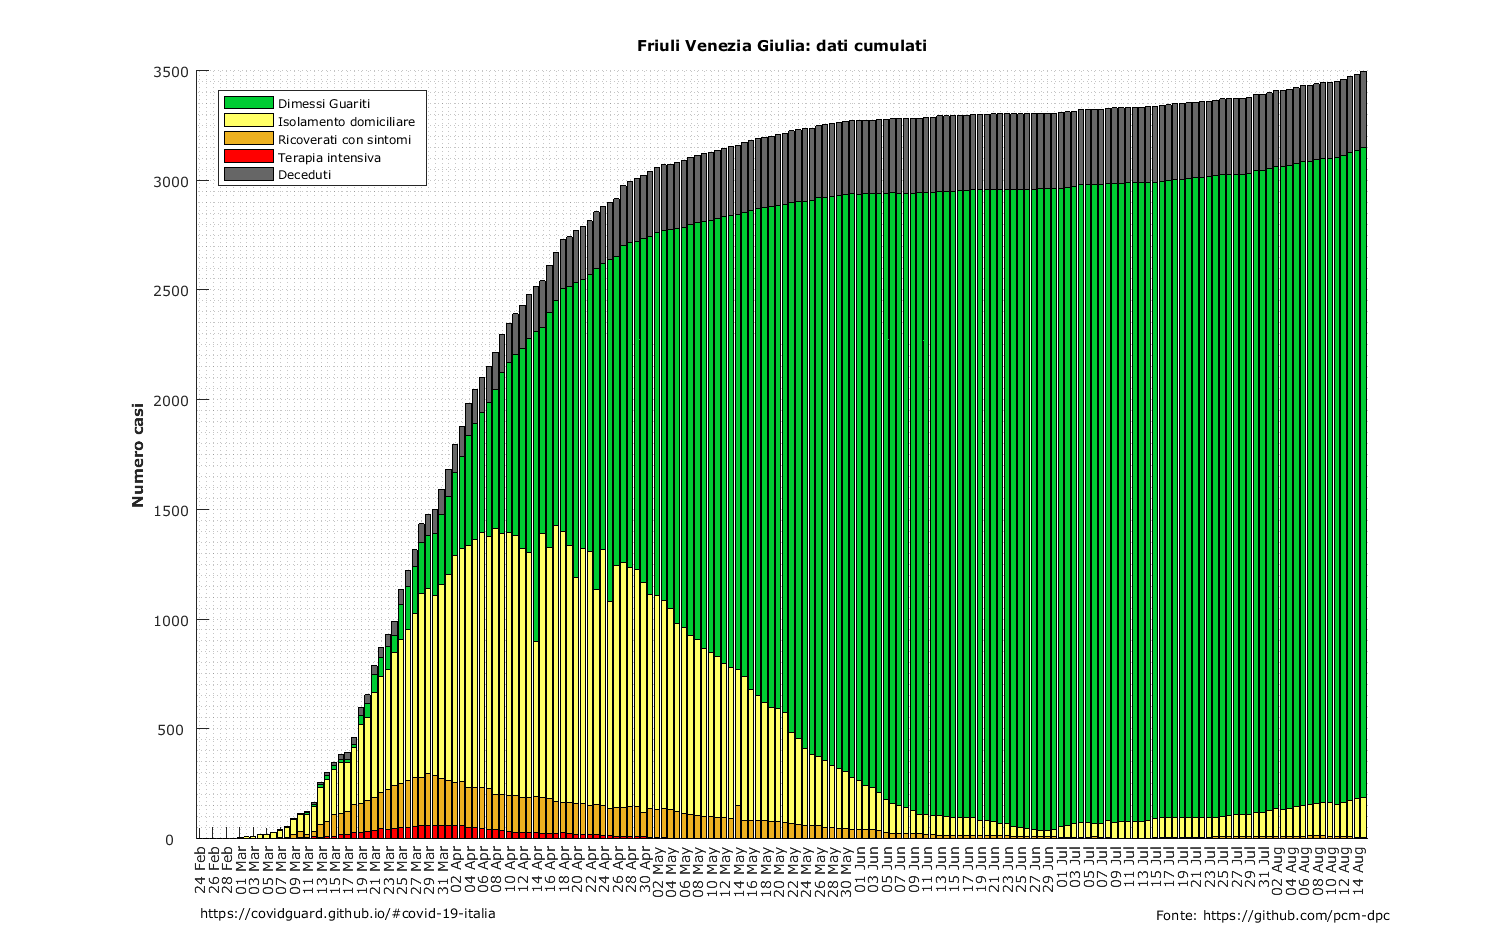 Friuli Venezia Giulia: dati cumulati
3500
3000
2500
2000
1500
1000
500
0
Numero casi
Dimessi Guariti
Isolamento domiciliare
Ricoverati con sintomi
Terapia intensiva
Deceduti
24 Feb
26 Feb
28 Feb
01 Mar
03 Mar
05 Mar
07 Mar
09 Mar
11 Mar
13 Mar
15 Mar
17 Mar
19 Mar
21 Mar
23 Mar
25 Mar
27 Mar
29 Mar
31 Mar
02 Apr
04 Apr
06 Apr
08 Apr
10 Apr
12 Apr
14 Apr
16 Apr
18 Apr
20 Apr
22 Apr
24 Apr
26 Apr
28 Apr
30 Apr
02 May
04 May
06 May
08 May
10 May
12 May
14 May
16 May
18 May
20 May
22 May
24 May
26 May
28 May
30 May
01 Jun
03 Jun
05 Jun
07 Jun
09 Jun
11 Jun
13 Jun
15 Jun
17 Jun
19 Jun
21 Jun
23 Jun
25 Jun
27 Jun
29 Jun
01 Jul
03 Jul
05 Jul
07 Jul
09 Jul
11 Jul
13 Jul
15 Jul
17 Jul
19 Jul
21 Jul
23 Jul
25 Jul
27 Jul
29 Jul
31 Jul
02 Aug
04 Aug
06 Aug
08 Aug
10 Aug
12 Aug
14 Aug
https://covidguard.github.io/#covid-19-italia
Fonte: https://github.com/pcm-dpc